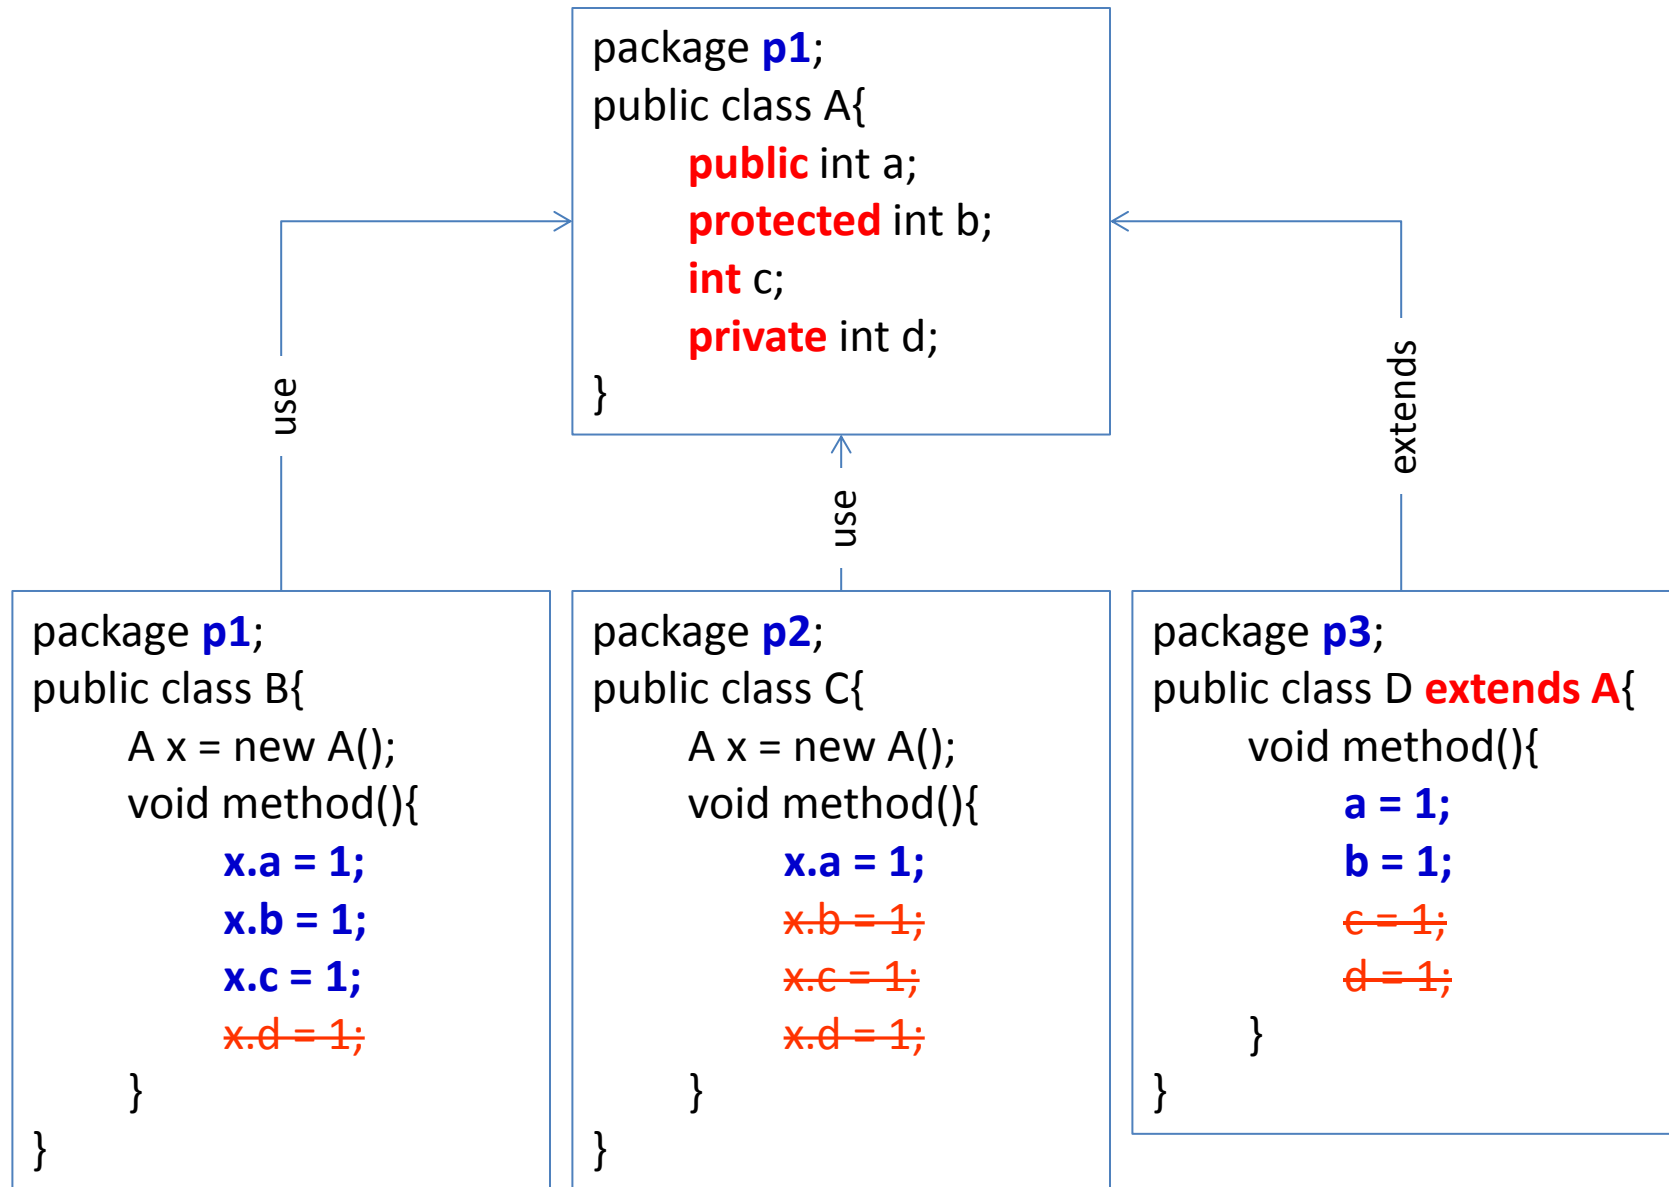 package p1;
public class A{
public int a;
protected int b;
int c;
private int d;
}
use
use
extends
package p1;
public class B{
A x = new A();
void method(){
x.a = 1;
x.b = 1;
x.c = 1;
x.d = 1;
}
}
package p2;
public class C{
A x = new A();
void method(){
x.a = 1;
x.b = 1;
x.c = 1;
x.d = 1;
}
}
package p3;
public class D extends A{
void method(){
a = 1;
b = 1;
c = 1;
d = 1;
}
}